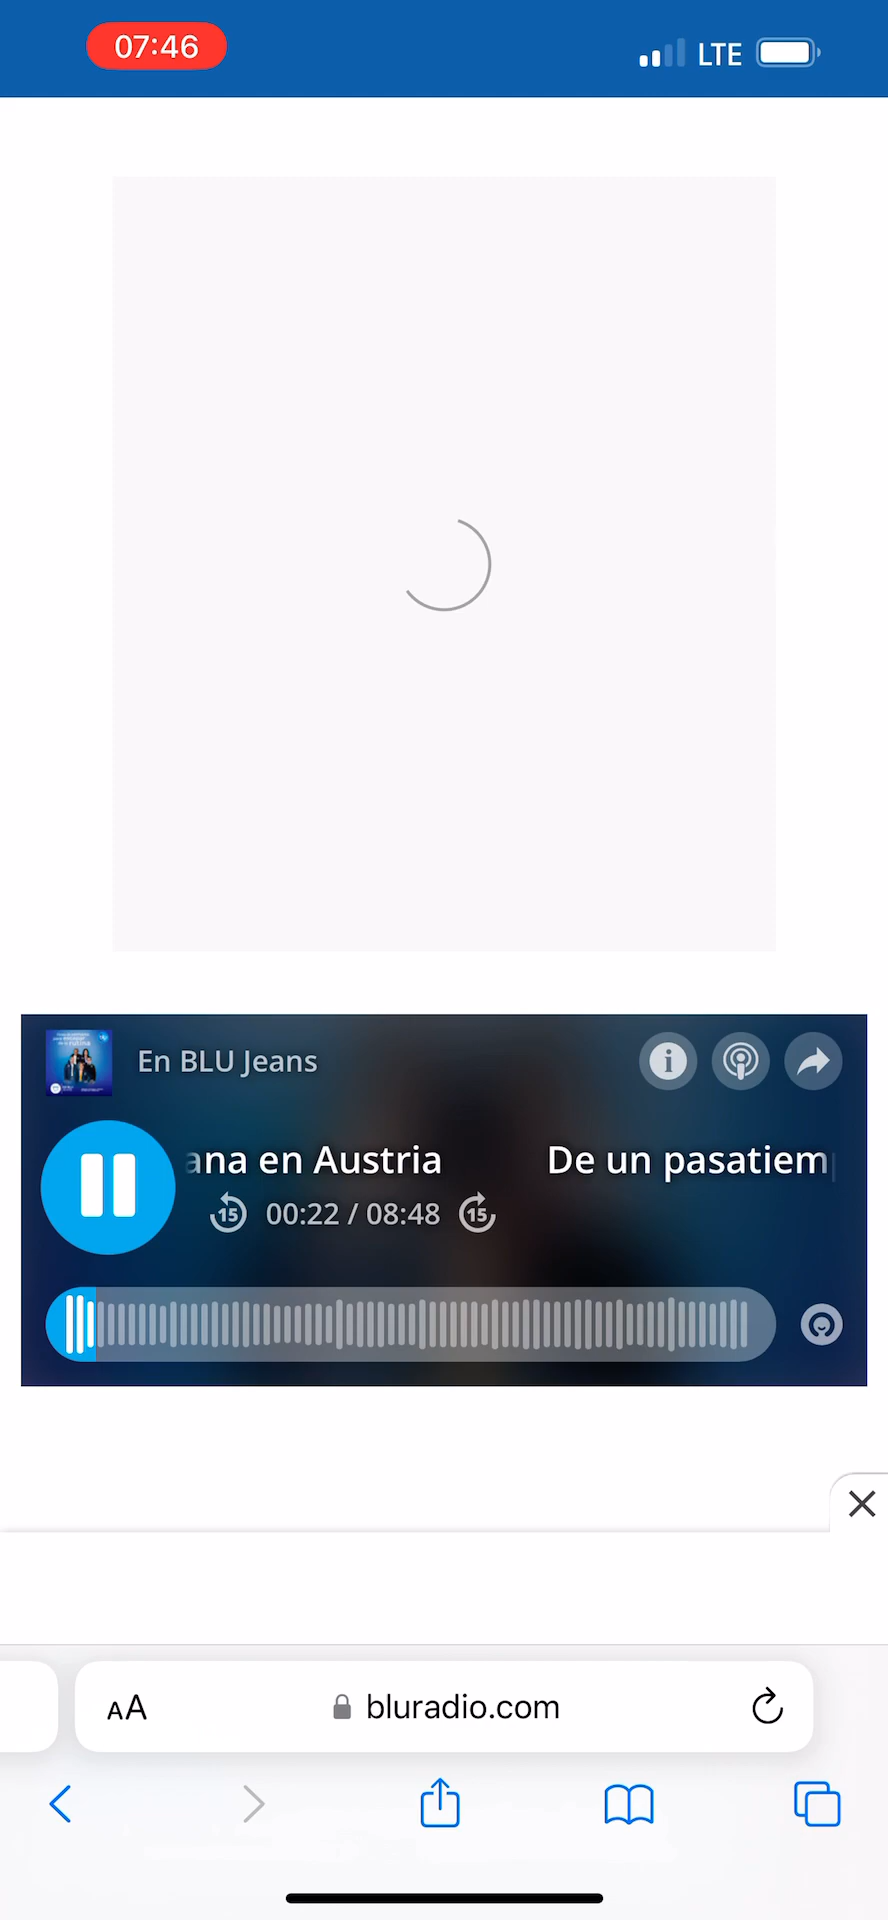 07:46
LTE
En BLU Jeans
ana en Austria De un pasatiem
15 00:22 / 08:48 15
AA bluradio.com